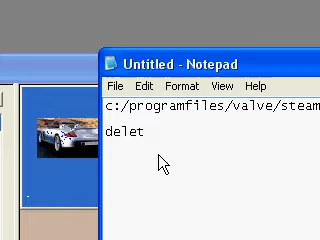 Untitled - Notepad
File Edit Format View Help
c:/programfiles/valve/steam
delet